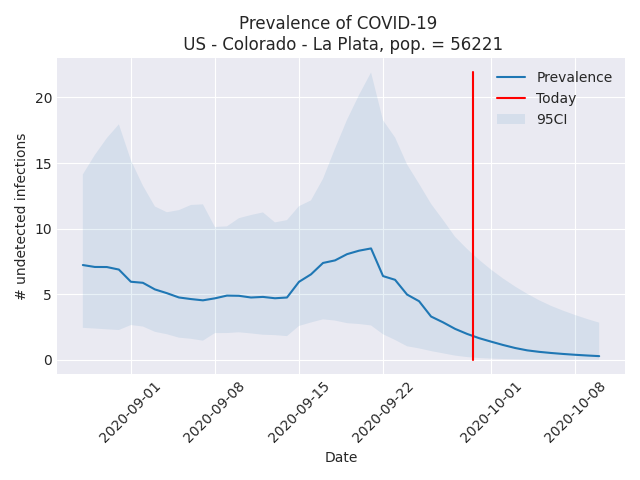 Prevalence of COVID-19
US - Colorado - La Plata, pop. = 56221
Prevalence
Today
95CI
# undetected infections
20
15
10
5
0
2020-09-01
2020-09-08
2020-09-15
2020-09-22
2020-10-01
2020-10-08
Date